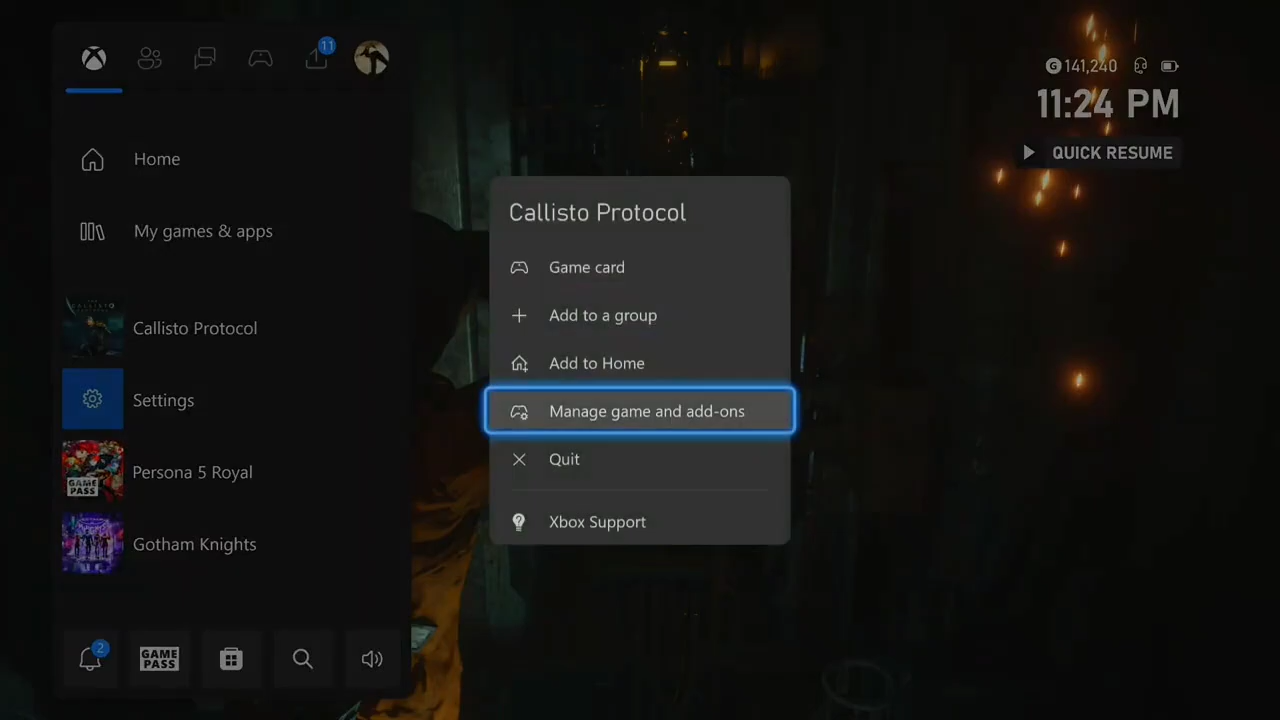 11
G 141,240
11:24 PM
QUICK RESUME
Home
My games & apps
Callisto Protocol
Settings
GAME
PASS
Persona 5 Royal
Gotham Knights
2
GAME
PASS
Callisto Protocol
Game card
Add to a group
Add to Home
Manage game and add-ons
Quit
Xbox Support